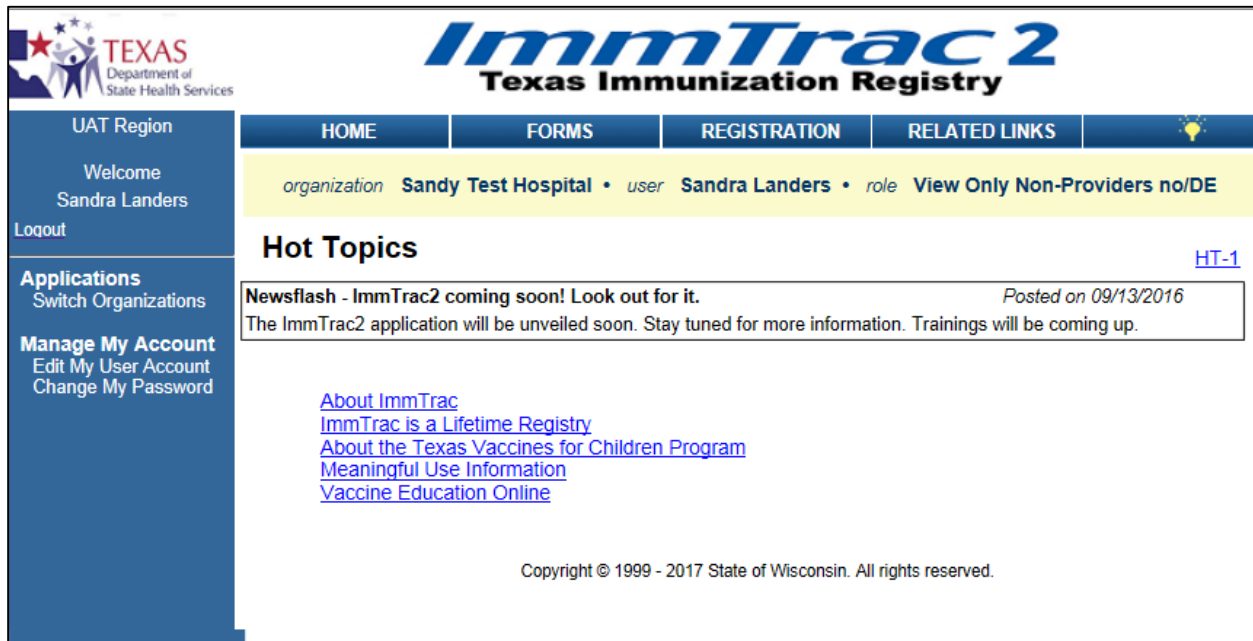 TEXAS
Department of
State Health Services
ImmTrac2
Texas Immunization Registry
UAT Region
Welcome
Sandra Landers
Logout
Applications
Switch Organizations
Manage My Account
Edit My User Account
Change My Password
HOME FORMS REGISTRATION RELATED LINKS
organization Sandy Test Hospital • user Sandra Landers • role View Only Non-Providers no/DE
Hot Topics
HT-1
Newsflash - ImmTrac2 coming soon! Look out for it. Posted on 09/13/2016
The ImmTrac2 application will be unveiled soon. Stay tuned for more information. Trainings will be coming up.
About ImmTrac
ImmTrac is a Lifetime Registry
About the Texas Vaccines for Children Program
Meaningful Use Information
Vaccine Education Online
Copyright © 1999 - 2017 State of Wisconsin. All rights reserved.